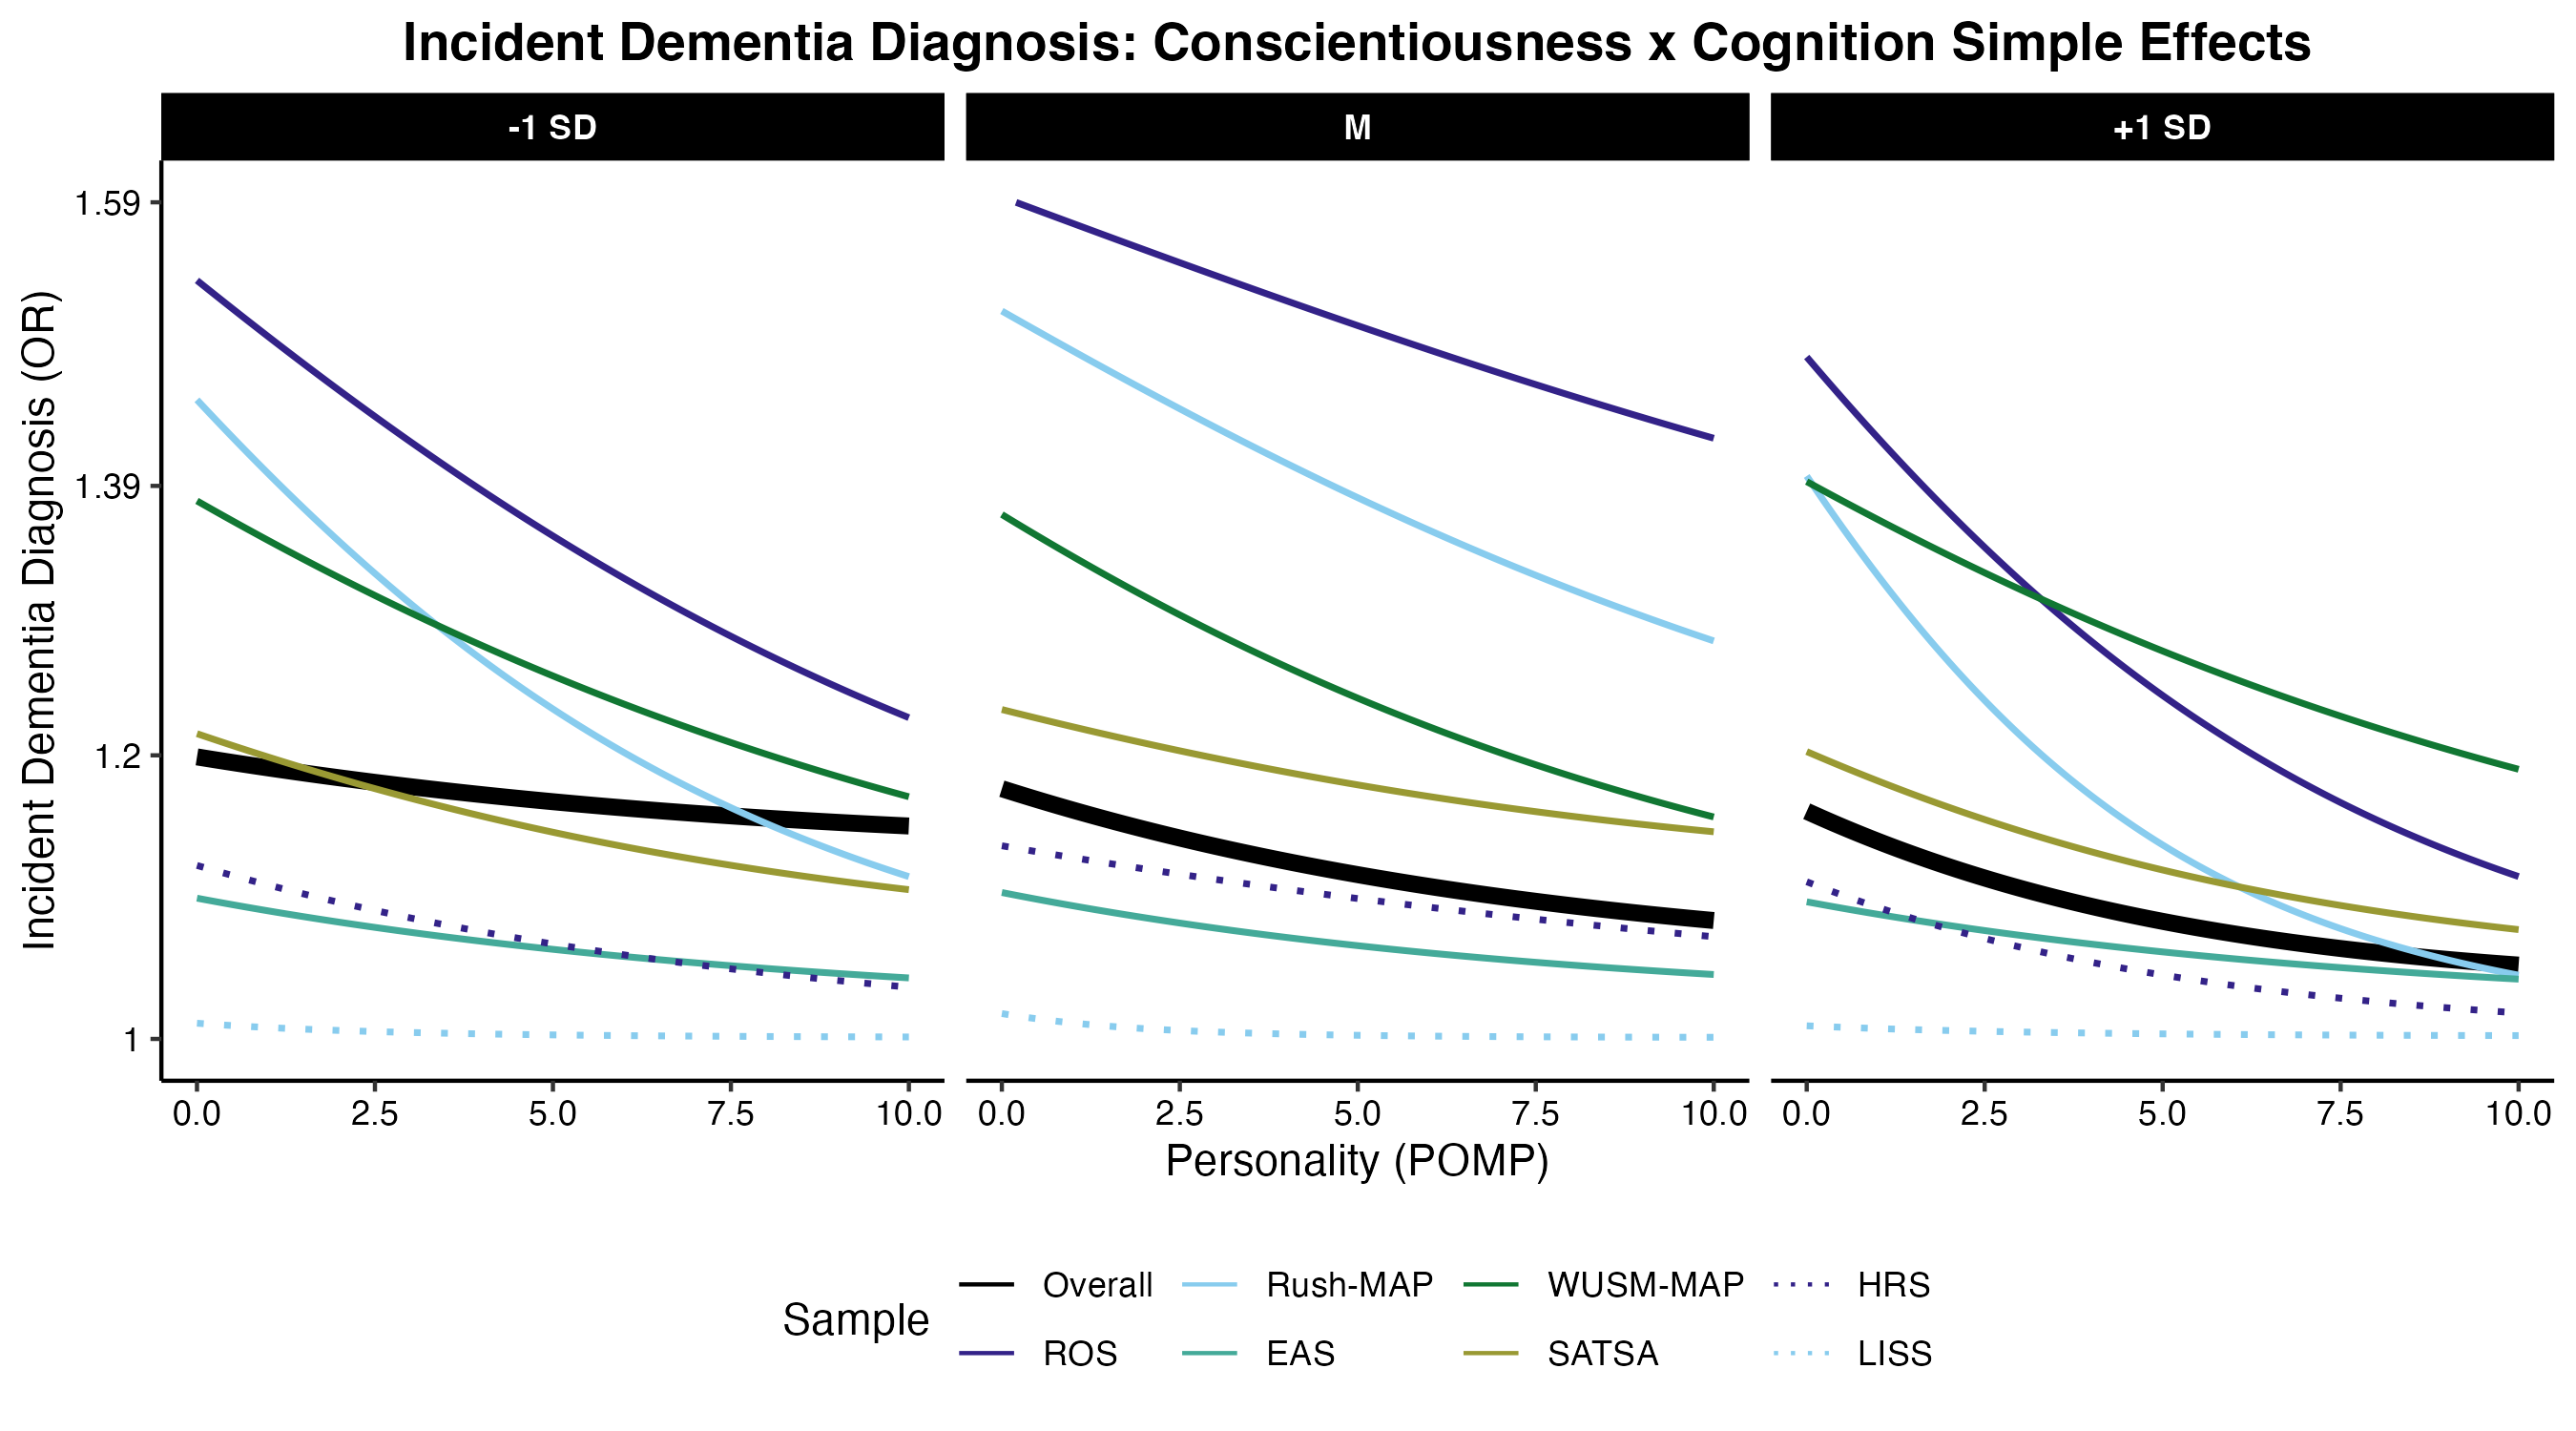 Incident Dementia Diagnosis: Conscientiousness x Cognition Simple Effects
-1 SD M +1 SD
Incident Dementia Diagnosis (OR)
1.59
1.39
1.2
1
0.0 2.5 5.0 7.5 10.0 0.0 2.5 5.0 7.5 10.0 0.0 2.5 5.0 7.5 10.0
Personality (POMP)
Sample
Overall Rush-MAP WUSM-MAP HRS
ROS EAS SATSA LISS